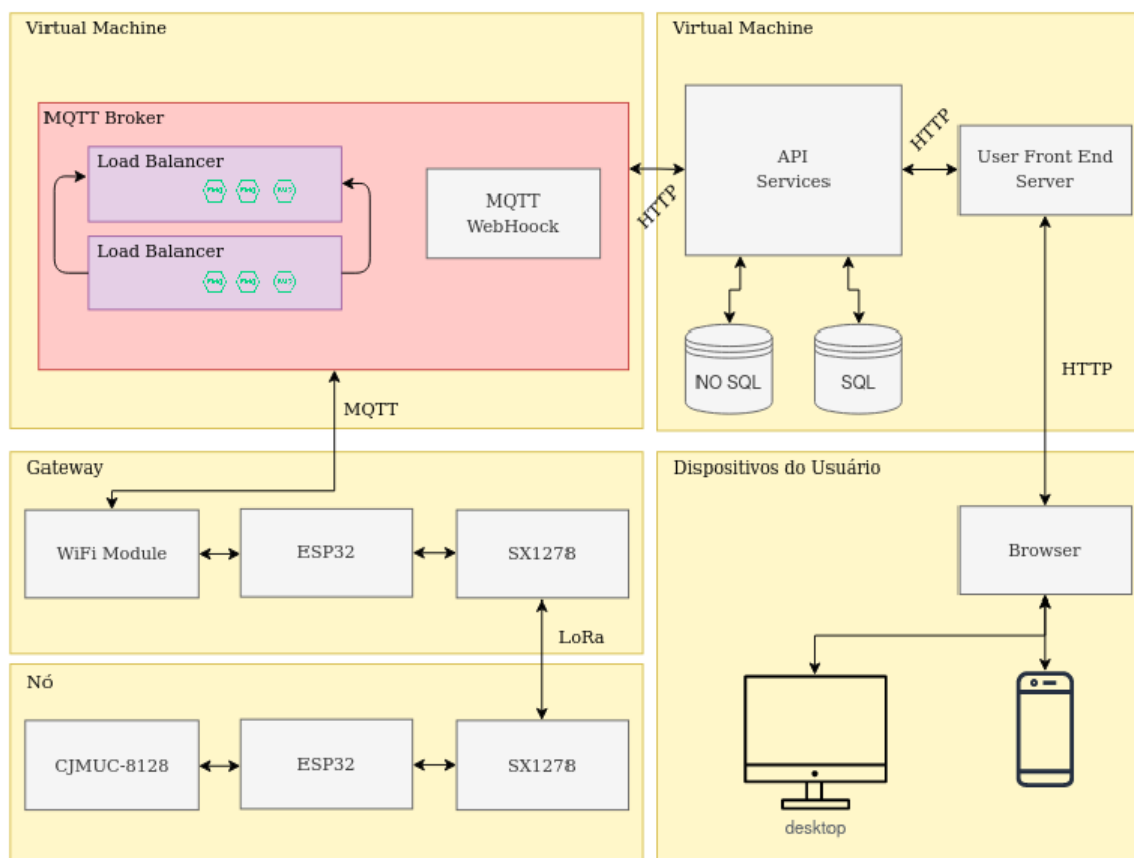 Virtual Machine
MQTT Broker
Load Balancer
Load Balancer
MQTT
WebHoock
MQTT
HTTP
Virtual Machine
API
Services
HTTP
User Front End
Server
NO SQL
SQL
HTTP
Gateway
WiFi Module
ESP32
SX1278
LoRa
Nó
CJMUC-8128
ESP32
SX1278
Dispositivos do Usuário
Browser
desktop